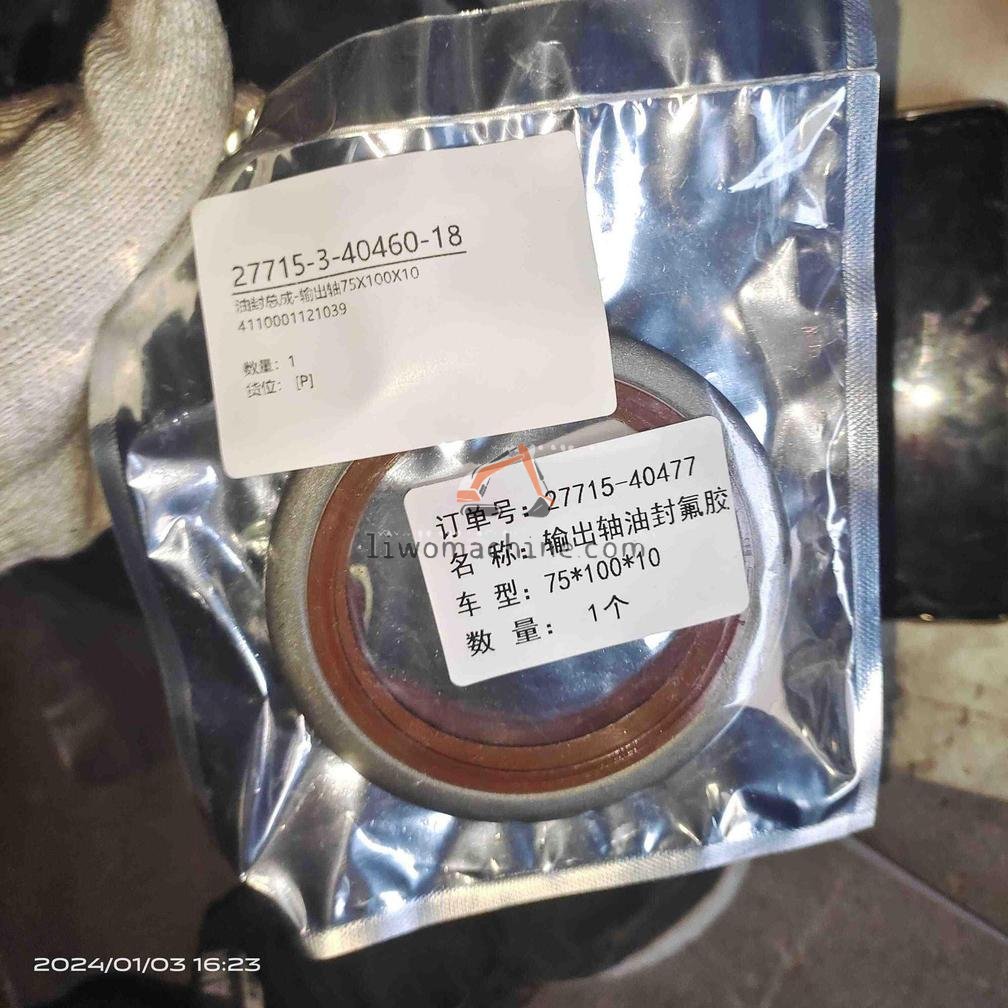 27715-3-40460-18
油封总成-输出轴75X100X10
4110001121039
数量: 1
货位: [P]
订单号: 27715-40477
名 称: 输出轴油封氟胶
车 型: 75*100*10
数 量: 1个
liwomachine.com
2024/01/03 16:23